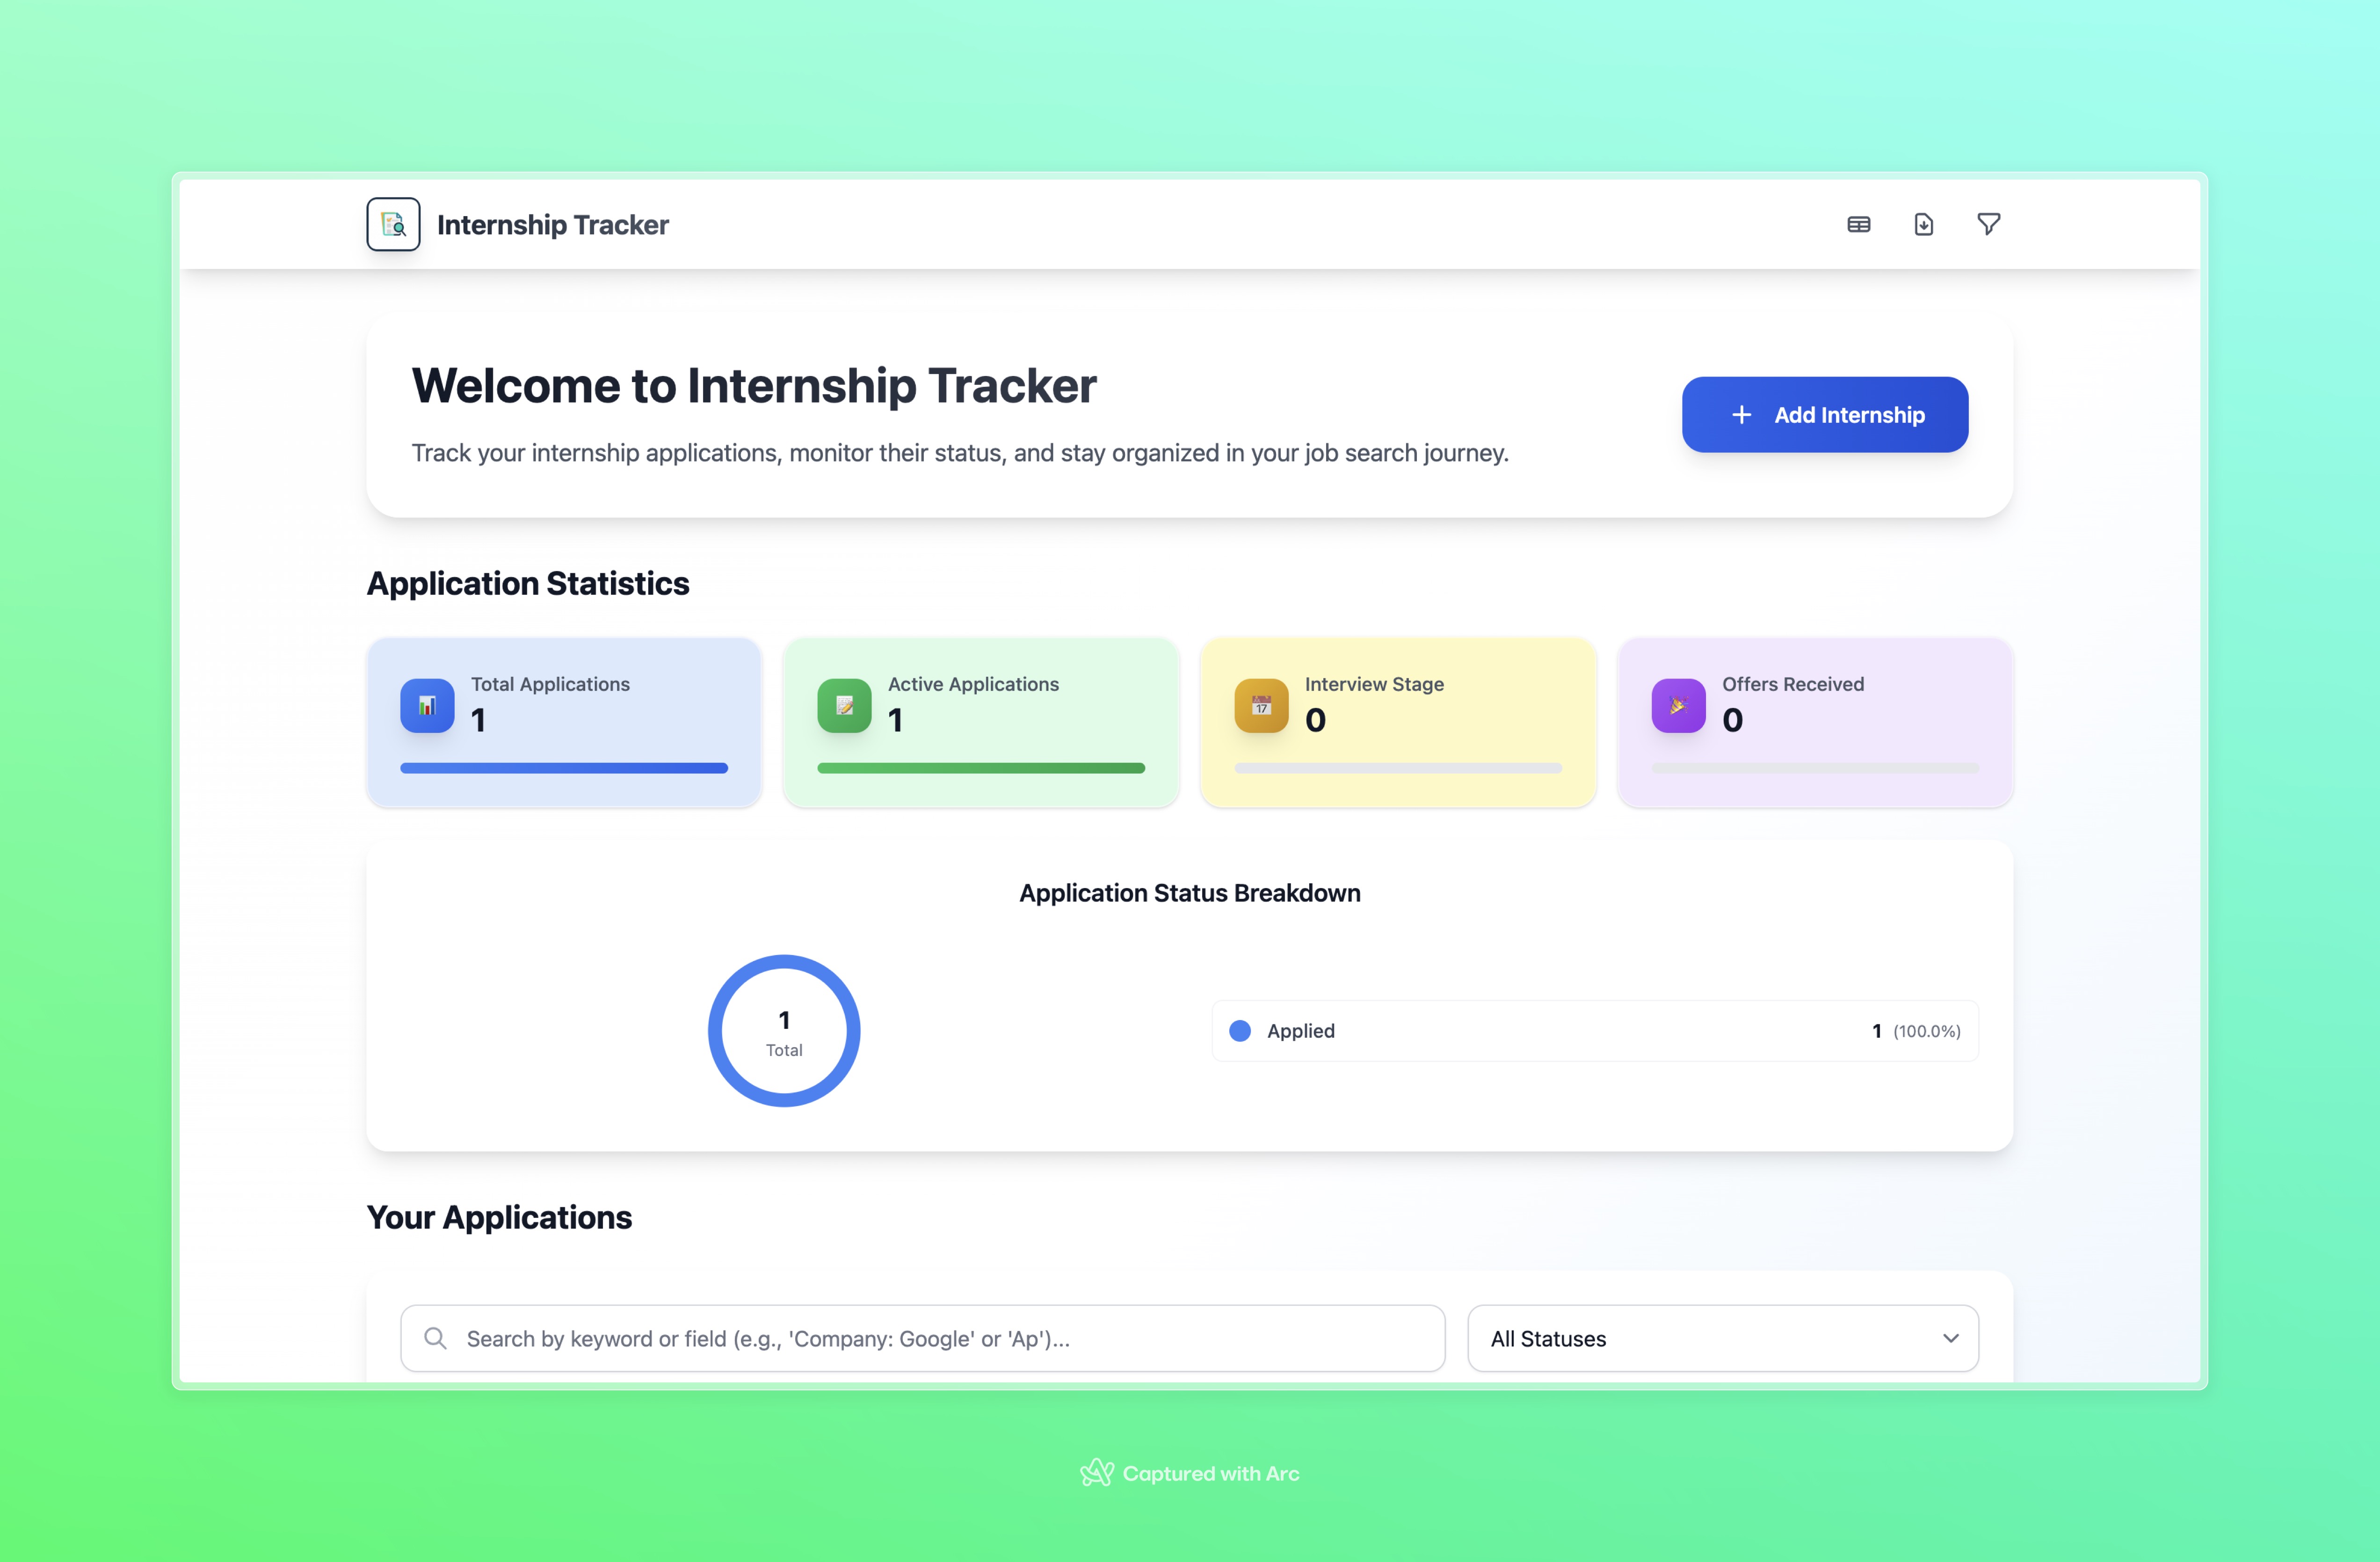 Internship Tracker
Welcome to Internship Tracker
Track your internship applications, monitor their status, and stay organized in your job search journey.
Add Internship
Application Statistics
Total Applications
1
Active Applications
1
Interview Stage
17
0
Offers Received
0
Application Status Breakdown
1
Total
Applied
1 (100.0%)
Your Applications
Search by keyword or field (e.g., 'Company: Google' or 'Ap')...
All Statuses
Captured with Arc